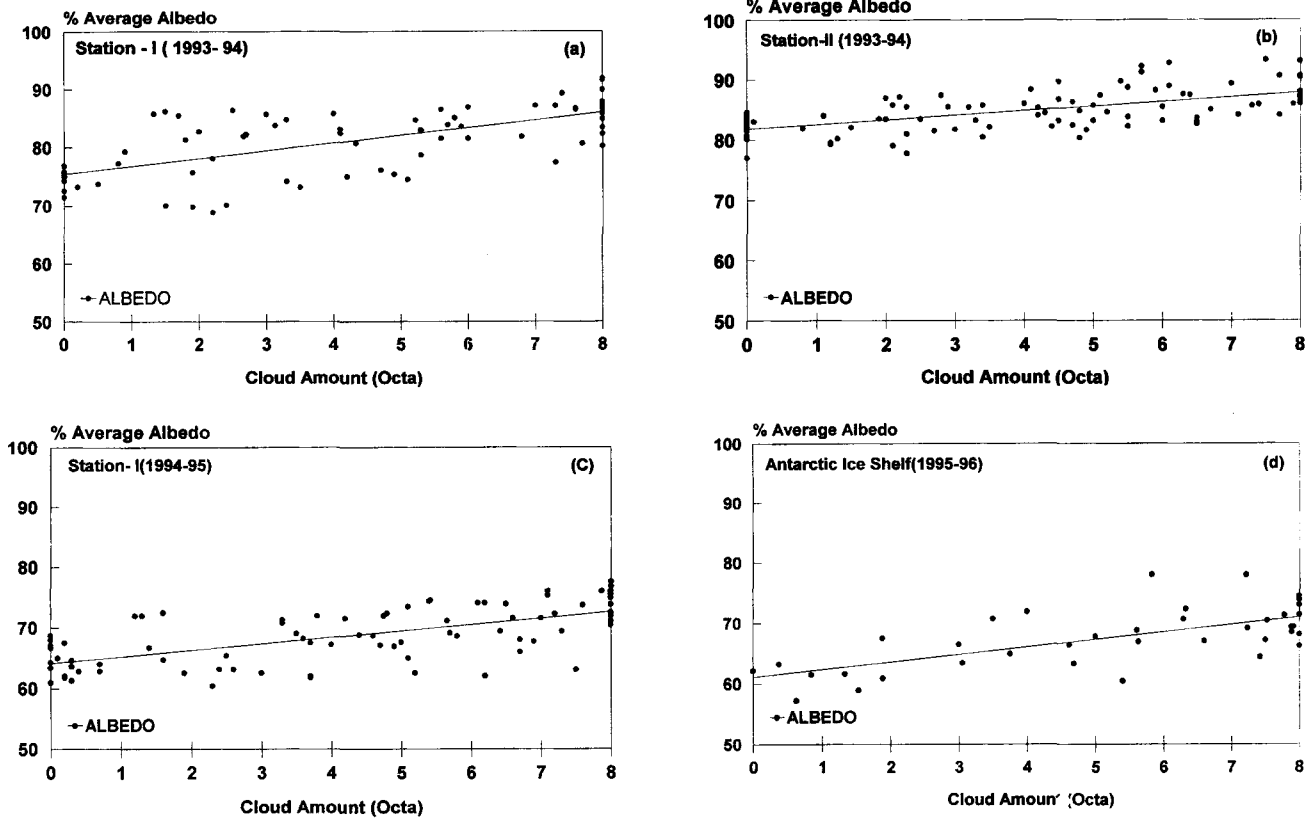 % Average Albedo
Station - I ( 1993- 94)
(a)
100
90
80
70
60
50
ALBEDO
0 1 2 3 4 5 6 7 8
Cloud Amount (Octa)
% Average Albedo
Station-II (1993-94)
(b)
100
90
80
70
60
50
ALBEDO
0 1 2 3 4 5 6 7 8
Cloud Amount (Octa)
% Average Albedo
Station- I(1994-95)
(C)
100
90
80
70
60
50
ALBEDO
0 1 2 3 4 5 6 7 8
Cloud Amount (Octa)
% Average Albedo
Antarctic Ice Shelf(1995-96)
(d)
100
90
80
70
60
50
ALBEDO
0 1 2 3 4 5 6 7 8
Cloud Amoun' (Octa)